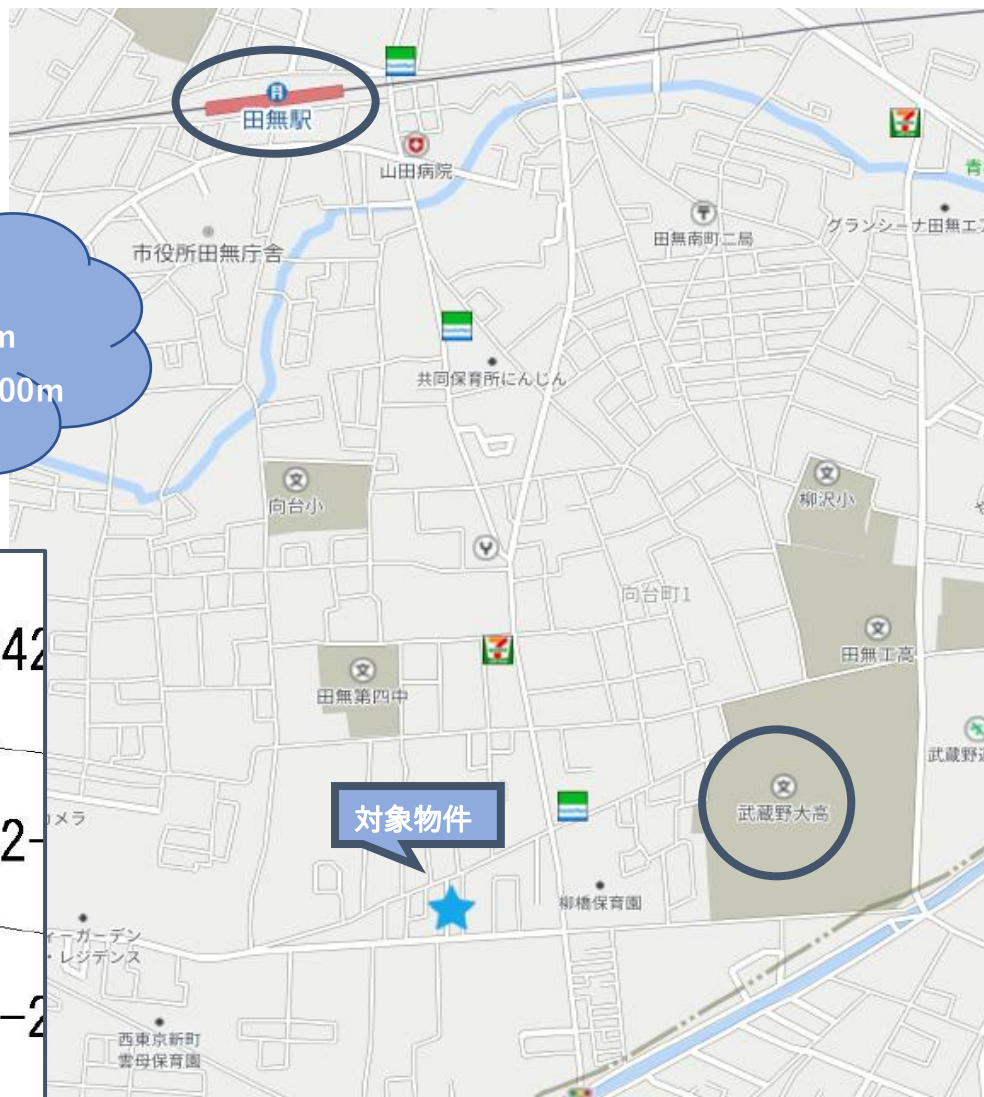 田無駅
山田病院
市役所田無庁舎
田無南町二局
グランシーナ田無エ
青
m
00m
共同保育所にんじん
向台小
柳沢小
向台町1
42
田無工高
田無第四中
武蔵野
対象物件
武蔵野大高
メラ
2-
柳橋保育園
ィーガーデン
・レジデンス
-2
西東京新町
雲母保育園